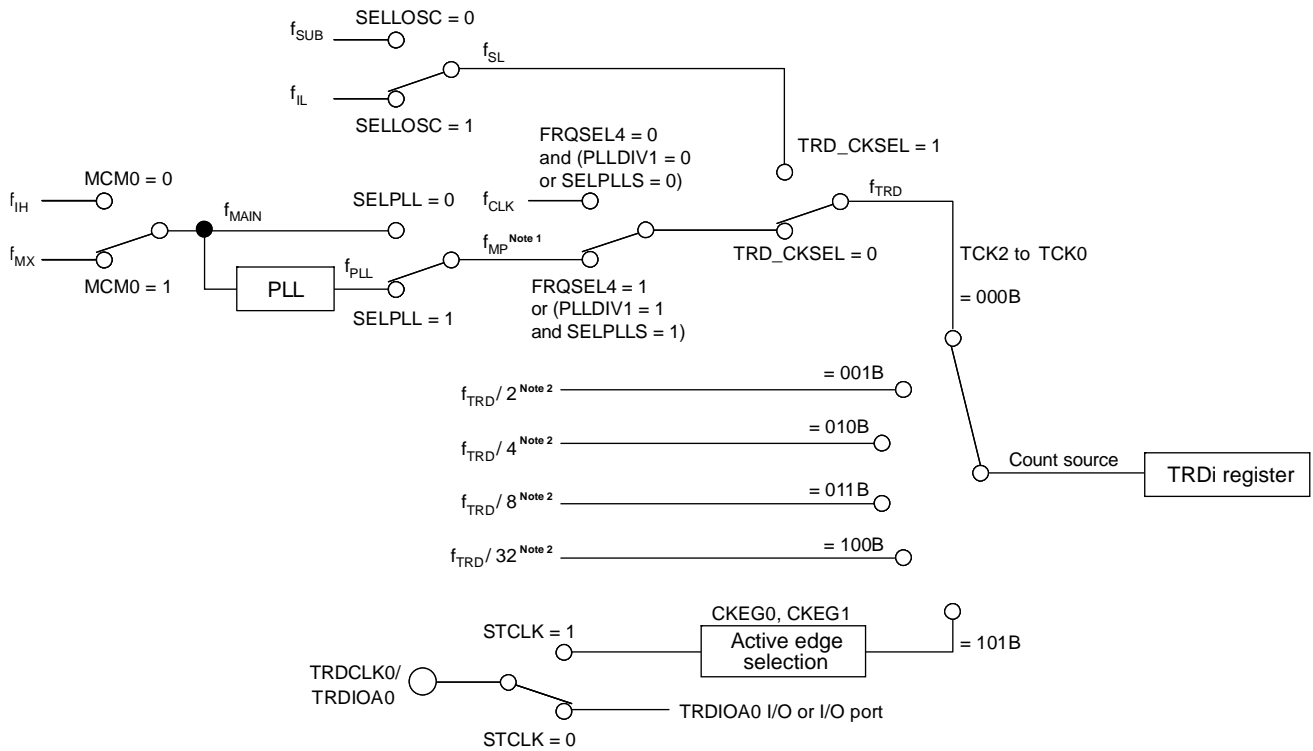 SELLOSC = 0
fSUB
fSL
fIL
SELLOSC = 1
FRQSEL4 = 0
and (PLLDIV1 = 0
or SELPLLS = 0)
TRD_CKSEL = 1
MCM0 = 0
SELPLL = 0
fIH
fCLK
fTRD
fMAIN
fMX
fMP Note 1
TRD_CKSEL = 0
TCK2 to TCK0
MCM0 = 1
PLL
fPLL
FRQSEL4 = 1
or (PLLDIV1 = 1
and SELPLLS = 1)
= 000B
SELPLL = 1
fTRD/ 2 Note 2
= 001B
fTRD/ 4 Note 2
= 010B
Count source
TRDi register
fTRD/ 8 Note 2
= 011B
fTRD/ 32 Note 2
= 100B
CKEG0, CKEG1
STCLK = 1
Active edge
selection
= 101B
TRDCLK0/
TRDIOA0
TRDIOA0 I/O or I/O port
STCLK = 0